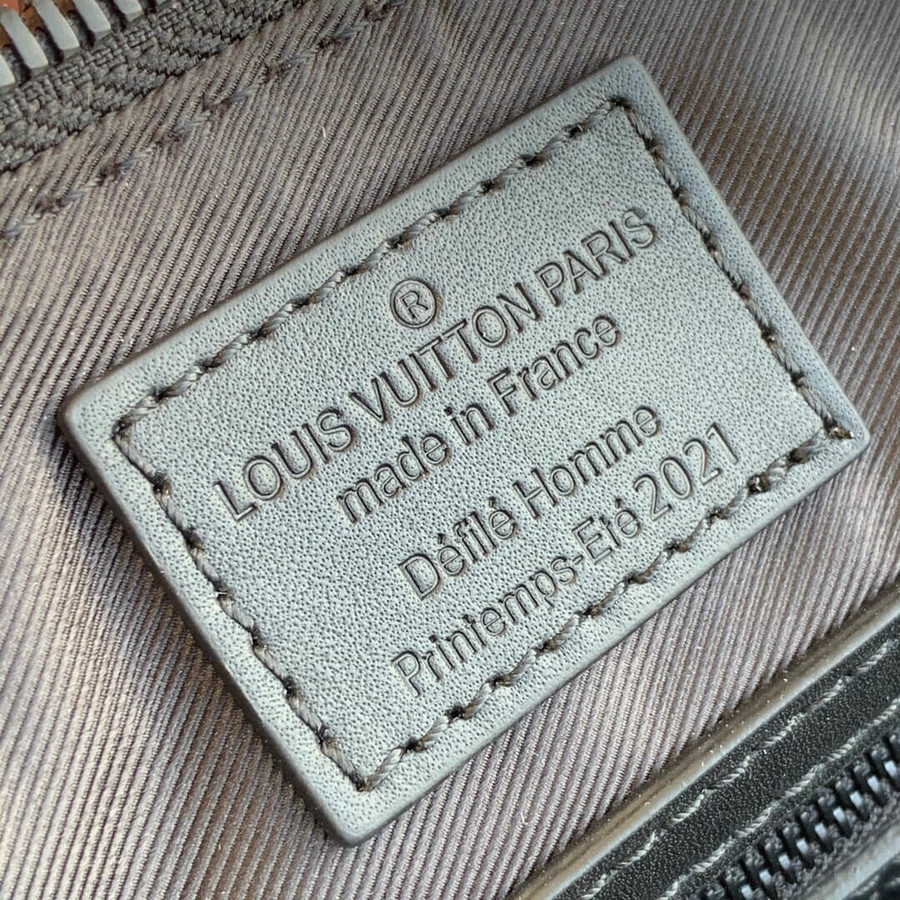 ®
LOUIS VUITTON PARIS
made in France
Défilé Homme
Printemps-Eté 2021